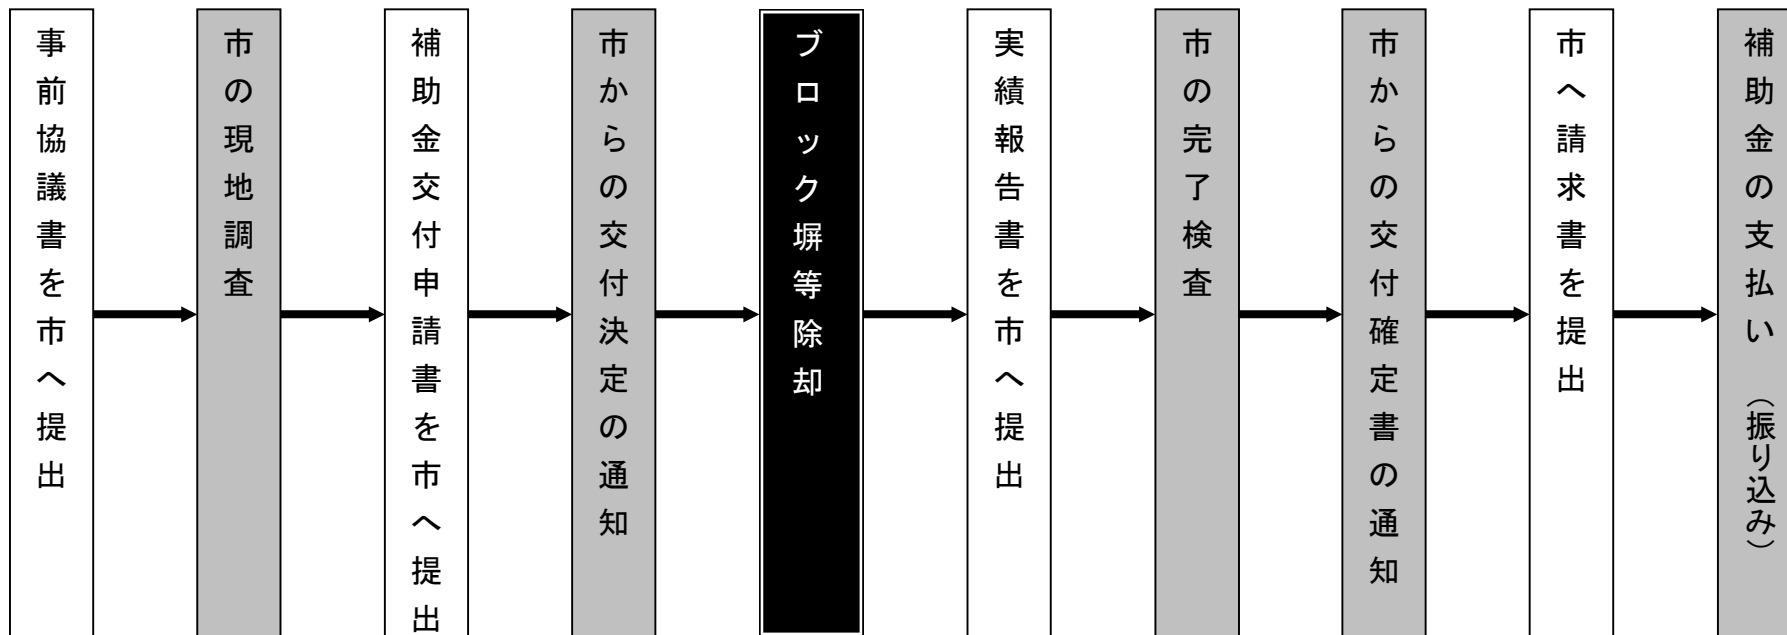 事前協議書を市へ提出
市の現地調査
補助金交付申請書を市へ提出
市からの交付決定の通知
ブロック塀等除却
実績報告書を市へ提出
市の完了検査
市からの交付確定書の通知
市へ請求書を提出
補助金の支払い（振り込み）